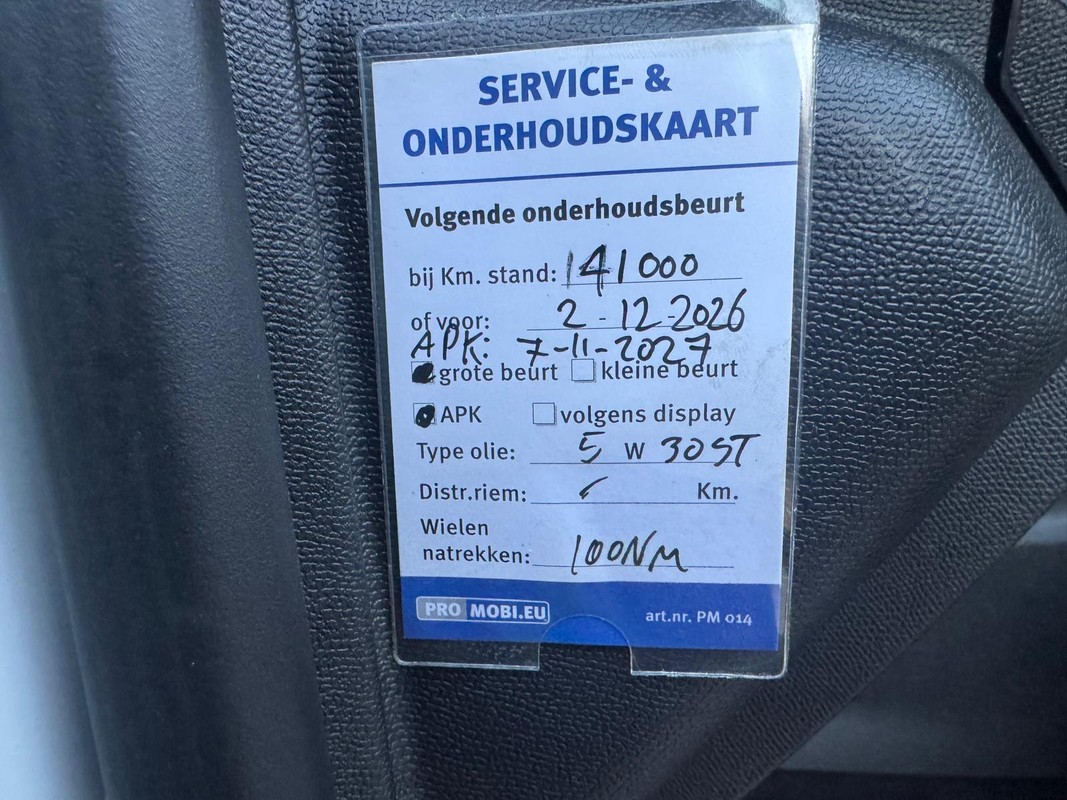 SERVICE- &
ONDERHOUDSKAART
Volgende onderhoudsbeurt
bij Km. stand: 141000
of voor: 2-12-2026
APK: 7-11-2027
grote beurt kleine beurt
APK volgens display
Type olie: 5 W 30 ST
Distr.riem: Km.
Wielen
natrekken: 100NM
PRO MOBI.EU art.nr. PM 014